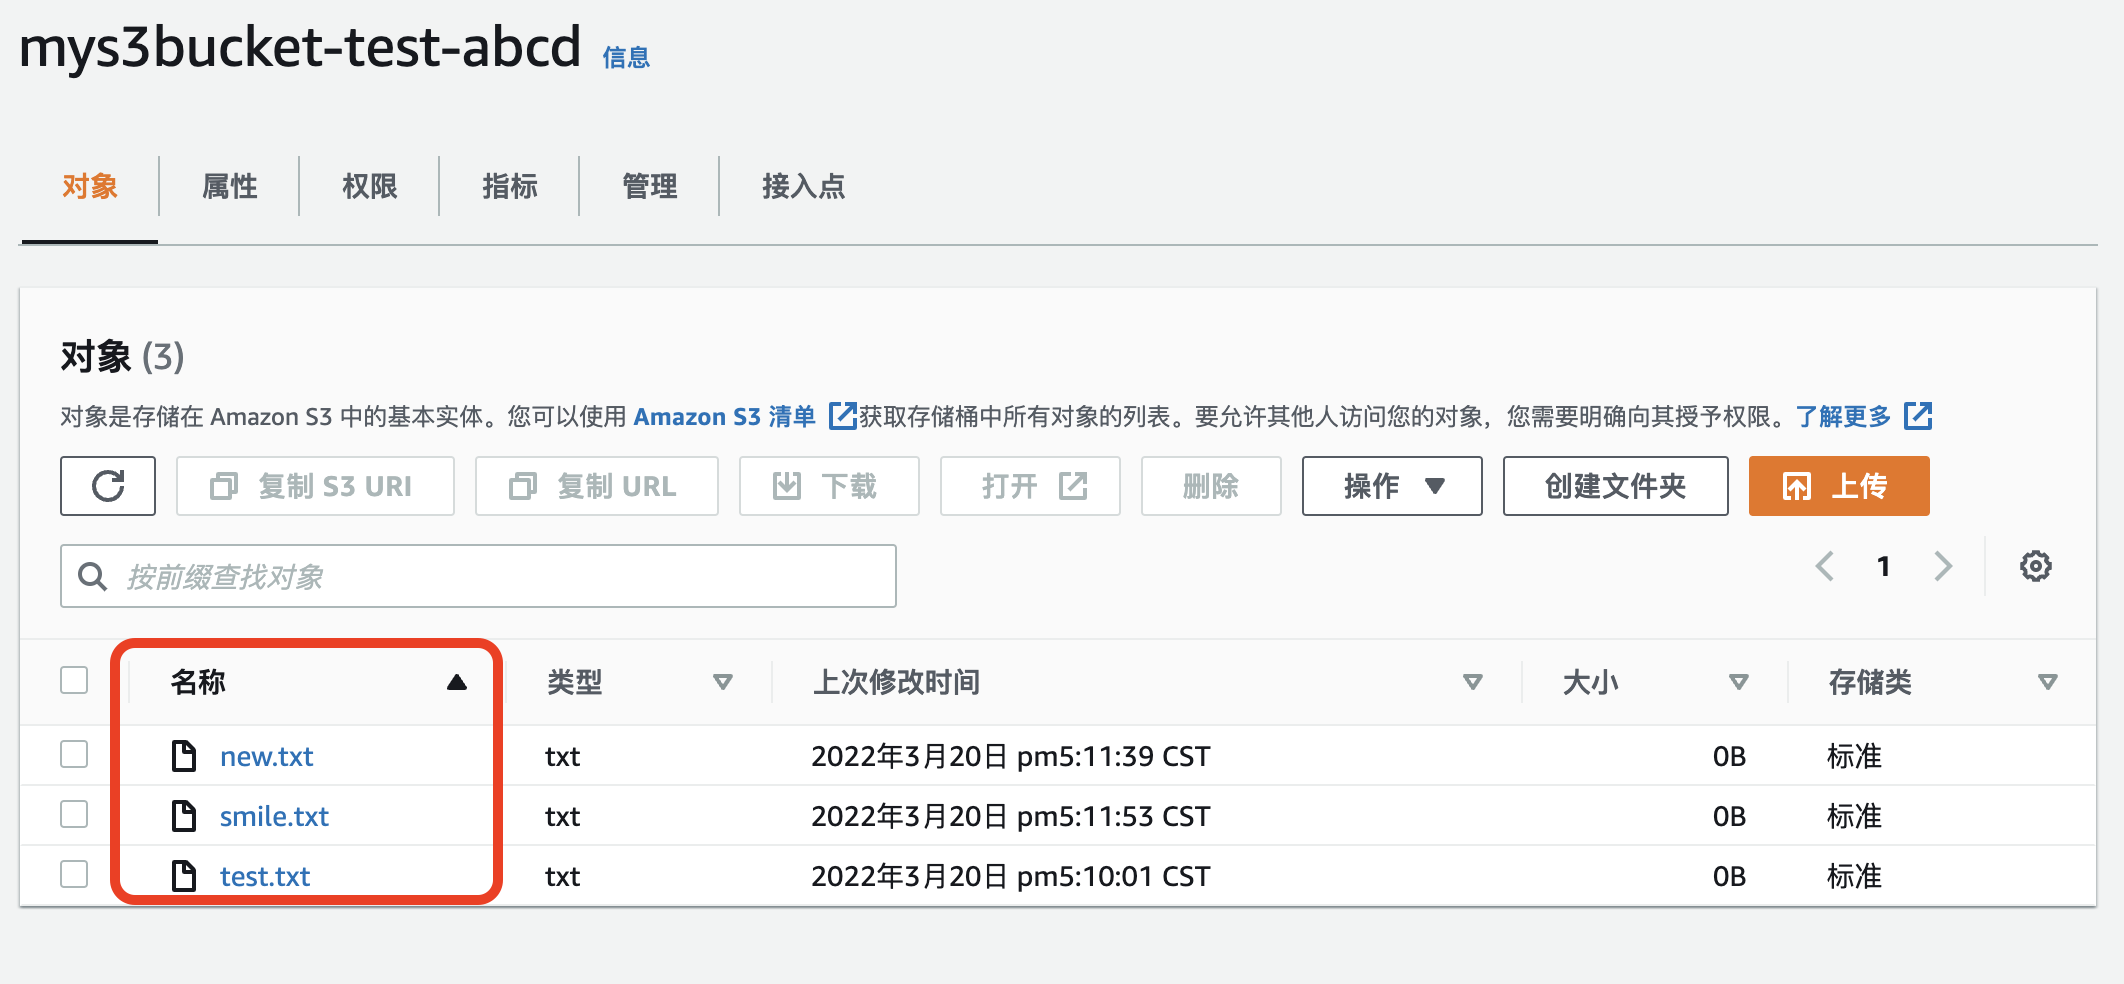 mys3bucket-test-abcd 信息
对象 属性 权限 指标 管理 接入点
对象 (3)
对象是存储在 Amazon S3 中的基本实体。您可以使用 Amazon S3 清单 获取存储桶中所有对象的列表。要允许其他人访问您的对象，您需要明确向其授予权限。了解更多
复制 S3 URI 复制 URL 下载 打开 删除 操作 创建文件夹 上传
按前缀查找对象 1
名称 类型 上次修改时间 大小 存储类
new.txt txt 2022年3月20日 pm5:11:39 CST 0B 标准
smile.txt txt 2022年3月20日 pm5:11:53 CST 0B 标准
test.txt txt 2022年3月20日 pm5:10:01 CST 0B 标准